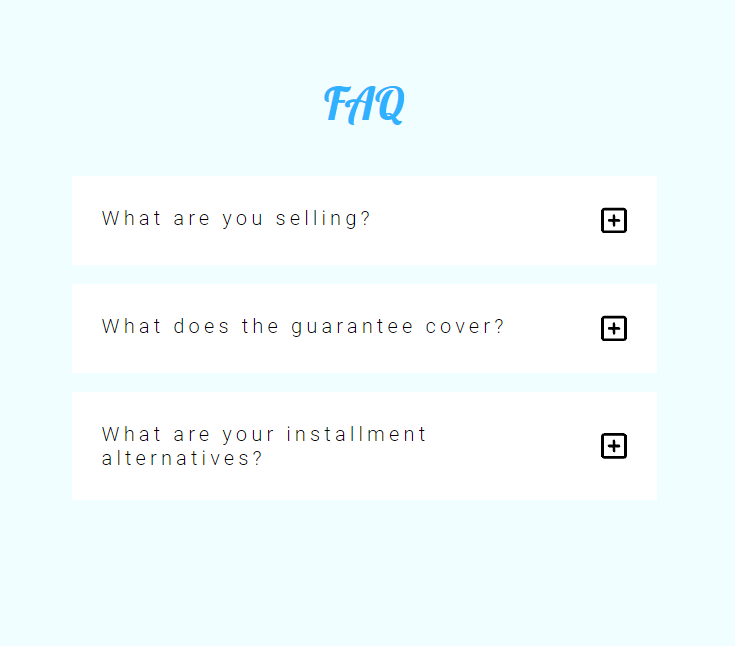 FAQ
What are you selling?
What does the guarantee cover?
What are your installment
alternatives?